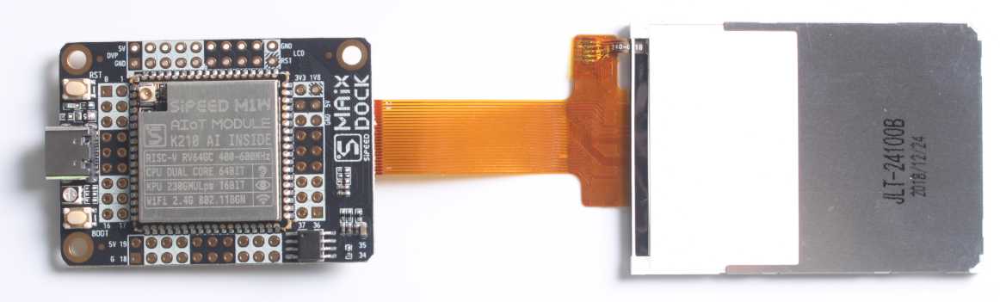 5V
DVP
GND
GND
LCD
RST
RST
8 1
3V3 1V8
5V
GND
SiPEED M1W
AIoT MODULE
K210 AI INSIDE
RISC-V RV64GC 400-600MHz
CPU DUAL CORE 64BIT
KPU 230GMULps 16BIT
WiFi 2.4G 802.11BGN
MAiX
DOCK
S
SiPEED
16 17
BOOT
37 36
5V 19
G 18
35
34
JLT-24100B
2018/12/24